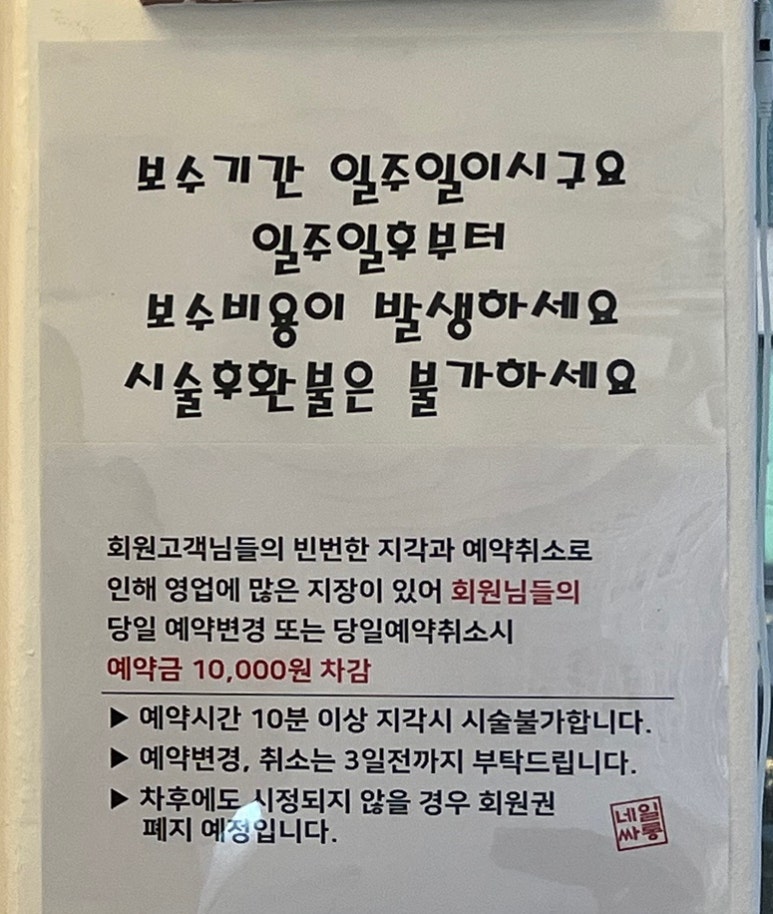 보수기간 일주일이시구요
일주일후부터
보수비용이 발생하세요
시술후환불은 불가하세요
회원고객님들의 빈번한 지각과 예약취소로
인해 영업에 많은 지장이 있어 회원님들의
당일 예약변경 또는 당일예약취소시
예약금 10,000원 차감
▶ 예약시간 10분 이상 지각시 시술불가합니다.
▶ 예약변경, 취소는 3일전까지 부탁드립니다.
▶ 차후에도 시정되지 않을 경우 회원권
폐지 예정입니다.
네일
싸롱